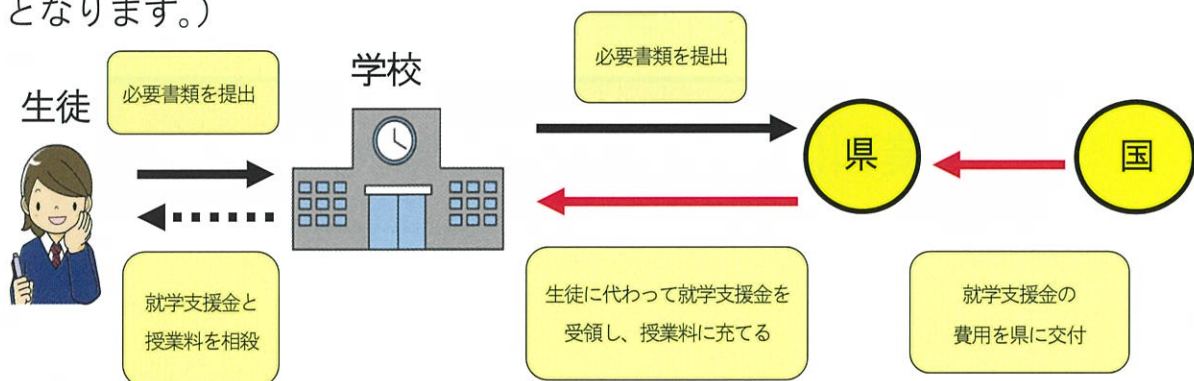 となります。)
必要書類を提出
学校
必要書類を提出
生徒
県
国
就学支援金と
授業料を相殺
生徒に代わって就学支援金を
受領し、授業料に充てる
就学支援金の
費用を県に交付